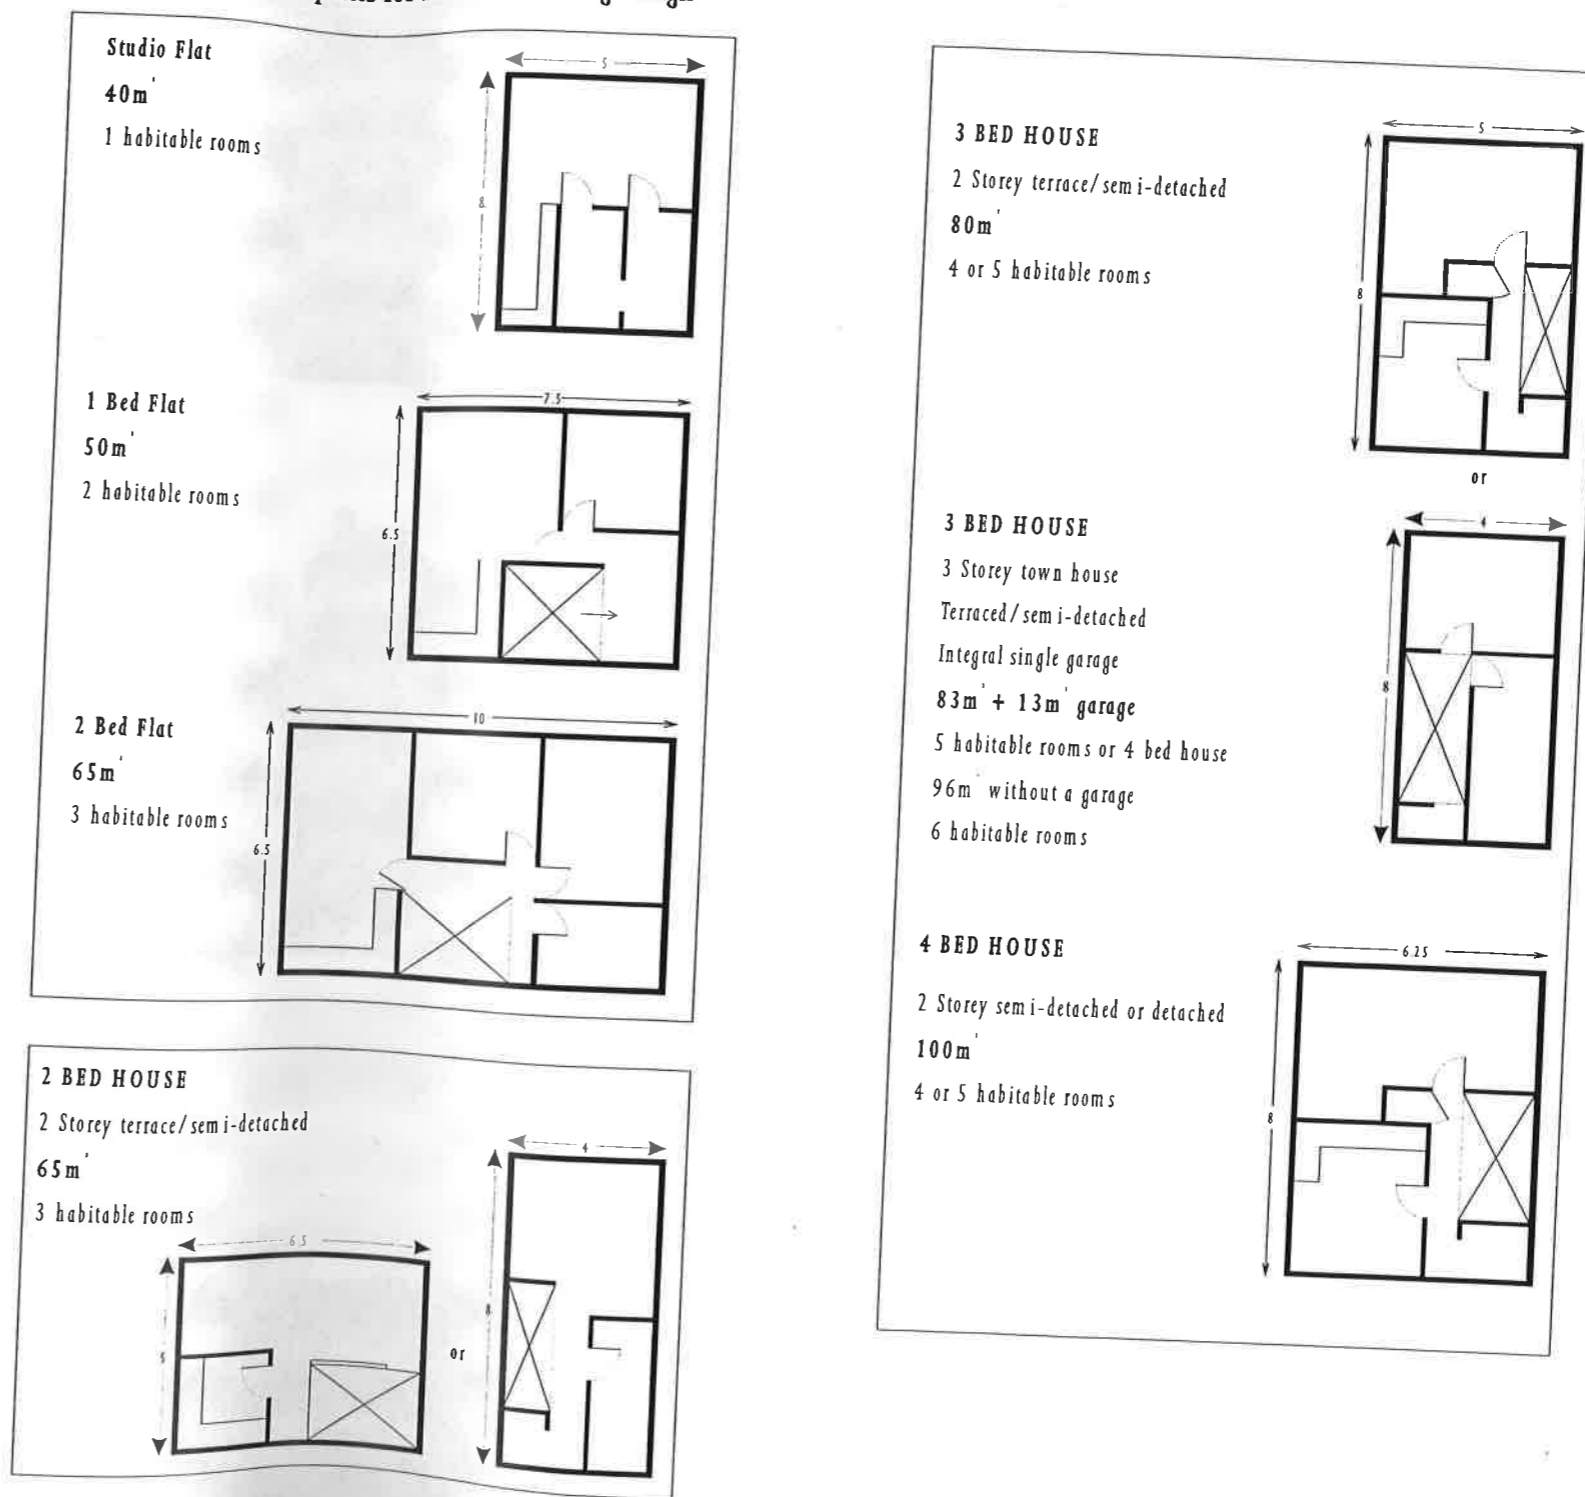 Studio Flat
40m'
1 habitable rooms
5
8
1 Bed Flat
50m'
2 habitable rooms
7.5
6.5
2 Bed Flat
65m'
3 habitable rooms
10
6.5
2 BED HOUSE
2 Storey terrace/semi-detached
65m'
3 habitable rooms
6.5
5
or
4
8
3 BED HOUSE
2 Storey terrace/semi-detached
80m'
4 or 5 habitable rooms
5
8
or
3 BED HOUSE
3 Storey town house
Terraced/semi-detached
Integral single garage
83m' + 13m' garage
5 habitable rooms or 4 bed house
96m' without a garage
6 habitable rooms
4
8
4 BED HOUSE
2 Storey semi-detached or detached
100m'
4 or 5 habitable rooms
6.25
8